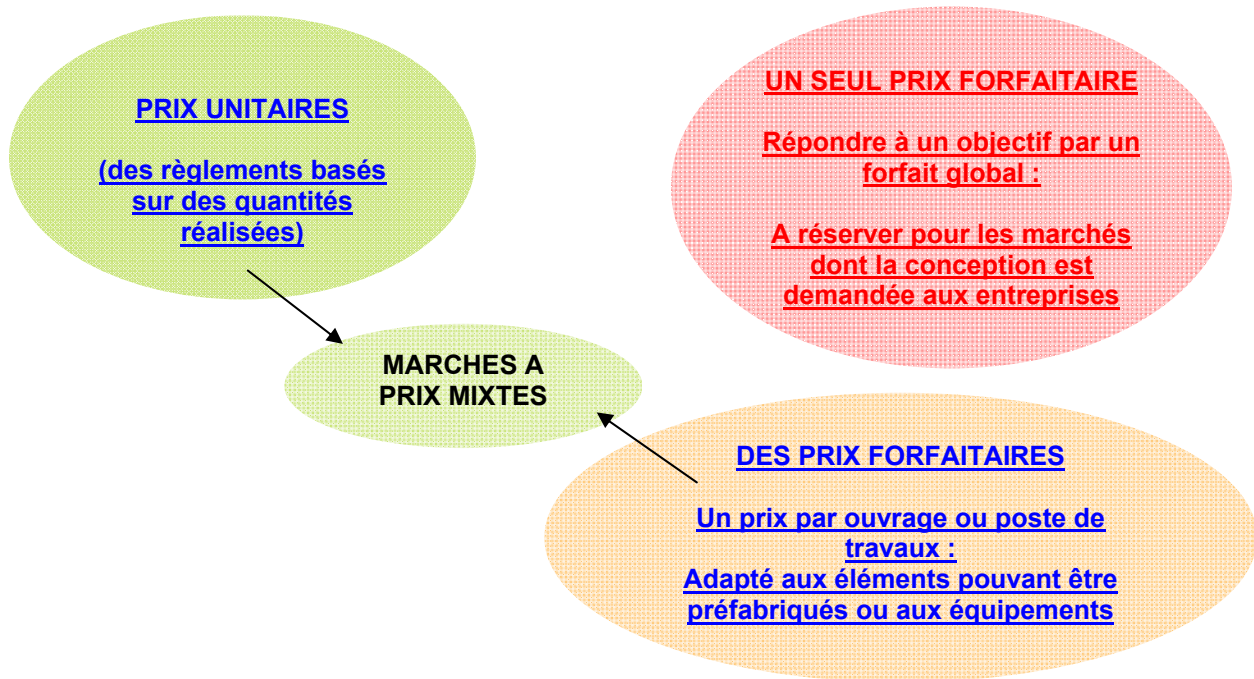 PRIX UNITAIRES
(des règlements basés
sur des quantités
réalisées)
UN SEUL PRIX FORFAITAIRE
Répondre à un objectif par un
forfait global :
A réserver pour les marchés
dont la conception est
demandée aux entreprises
MARCHES A
PRIX MIXTES
DES PRIX FORFAITAIRES
Un prix par ouvrage ou poste de
travaux :
Adapté aux éléments pouvant être
préfabriqués ou aux équipements